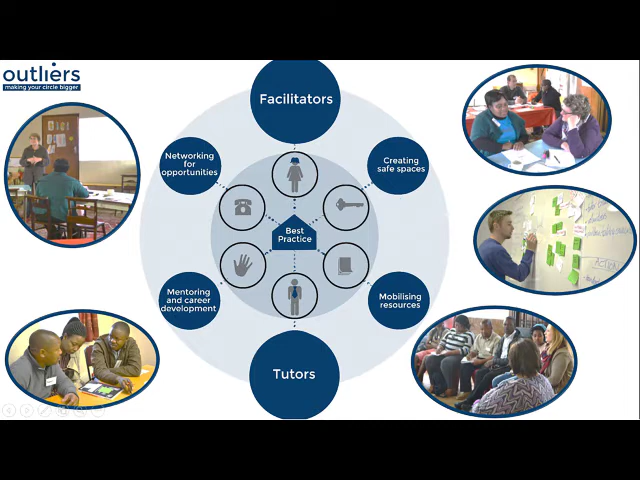 outliers
making your circle bigger
Facilitators
Networking
for
opportunities
Creating
safe spaces
Best
Practice
Mentoring
and career
development
Mobilising
resources
Tutors